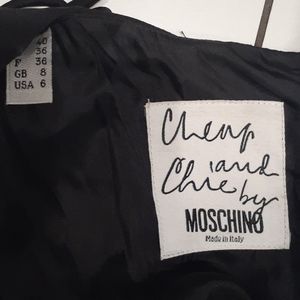 40
36
F 36
GB 8
USA 6
Cheap
and
Chic by
MOSCHINO
Made in Italy